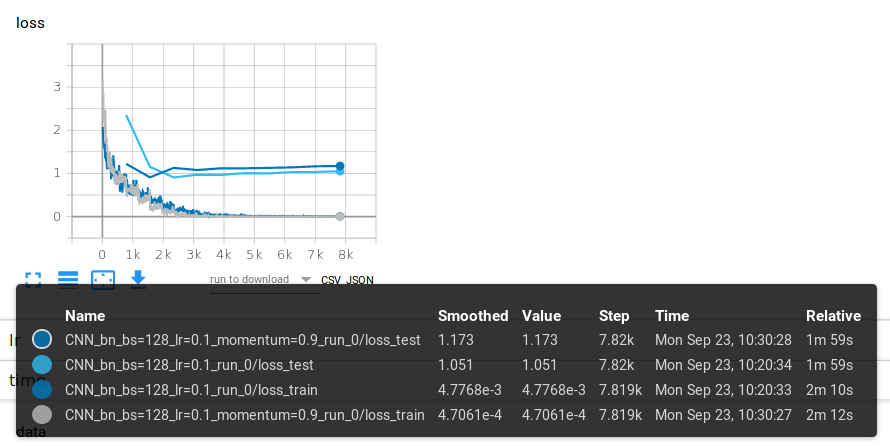 loss
3
2
1
0
0 1k 2k 3k 4k 5k 6k 7k 8k
run to download CSV JSON
Name Smoothed Value Step Time Relative
lr
CNN_bn_bs=128_lr=0.1_momentum=0.9_run_0/loss_test 1.173 1.173 7.82k Mon Sep 23, 10:30:28 1m 59s
CNN_bn_bs=128_lr=0.1_run_0/loss_test 1.051 1.051 7.82k Mon Sep 23, 10:20:34 1m 59s
time
CNN_bn_bs=128_lr=0.1_run_0/loss_train 4.7768e-3 4.7768e-3 7.819k Mon Sep 23, 10:20:33 2m 10s
CNN_bn_bs=128_lr=0.1_momentum=0.9_run_0/loss_train 4.7061e-4 4.7061e-4 7.819k Mon Sep 23, 10:30:27 2m 12s
data